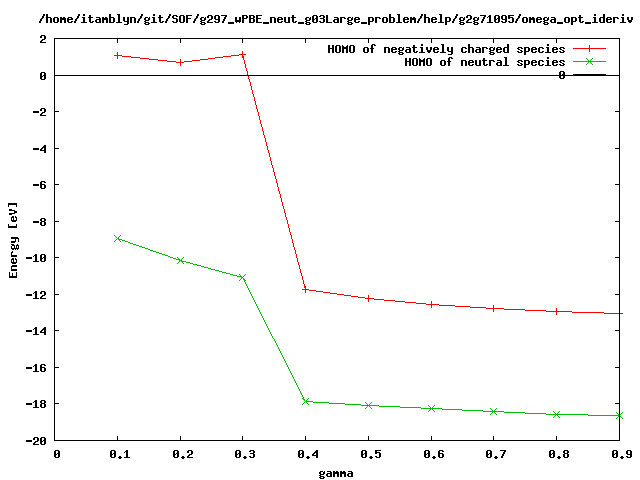 /home/itamblyn/git/SOF/g297_wPBE_neut_g03Large_problem/help/g2g71095/omega_opt_ideriv
HOMO of negatively charged species
HOMO of neutral species
0
2
0
-2
-4
-6
-8
-10
-12
-14
-16
-18
-20
Energy [eV]
0 0.1 0.2 0.3 0.4 0.5 0.6 0.7 0.8 0.9
gamma